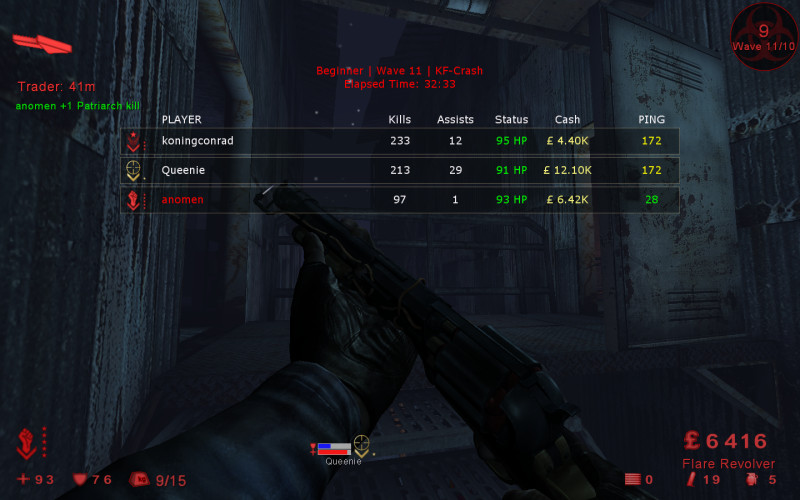 9
Wave 11/10
Trader: 41m
anomen +1 Patriarch kill
Beginner | Wave 11 | KF-Crash
Elapsed Time: 32:33
PLAYER Kills Assists Status Cash PING
koningconrad 233 12 95 HP £ 4.40K 172
Queenie 213 29 91 HP £ 12.10K 172
anomen 97 1 93 HP £ 6.42K 28
Queenie
£ 6416
Flare Revolver
93 76 9/15 0 19 5